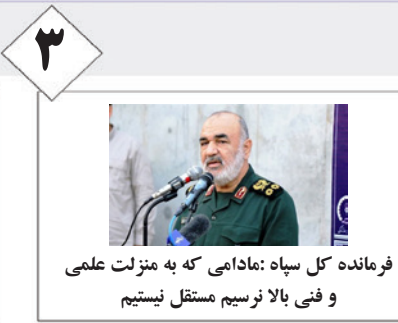 ۳
فرمانده کل سپاه :مادامی که به منزلت علمی
و فنی بالا نرسیم مستقل نیستیم